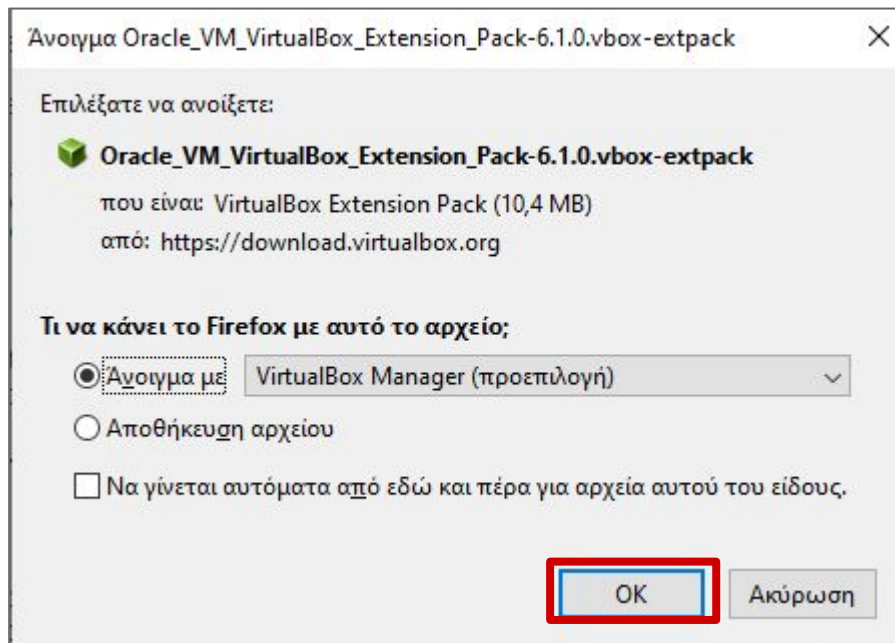 Άνοιγμα Oracle_VM_VirtualBox_Extension_Pack-6.1.0.vbox-extpack
Επιλέξατε να ανοίξετε:
Oracle_VM_VirtualBox_Extension_Pack-6.1.0.vbox-extpack
που είναι: VirtualBox Extension Pack (10,4 MB)
από: https://download.virtualbox.org
Τι να κάνει το Firefox με αυτό το αρχείο;
Άνοιγμα με VirtualBox Manager (προεπιλογή)
Αποθήκευση αρχείου
Να γίνεται αυτόματα από εδώ και πέρα για αρχεία αυτού του είδους.
OK Ακύρωση